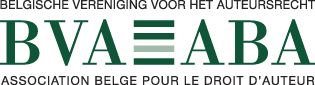 BELGISCHE VERENIGING VOOR HET AUTEURSRECHT
BVA ABA
ASSOCIATION BELGE POUR LE DROIT D'AUTEUR